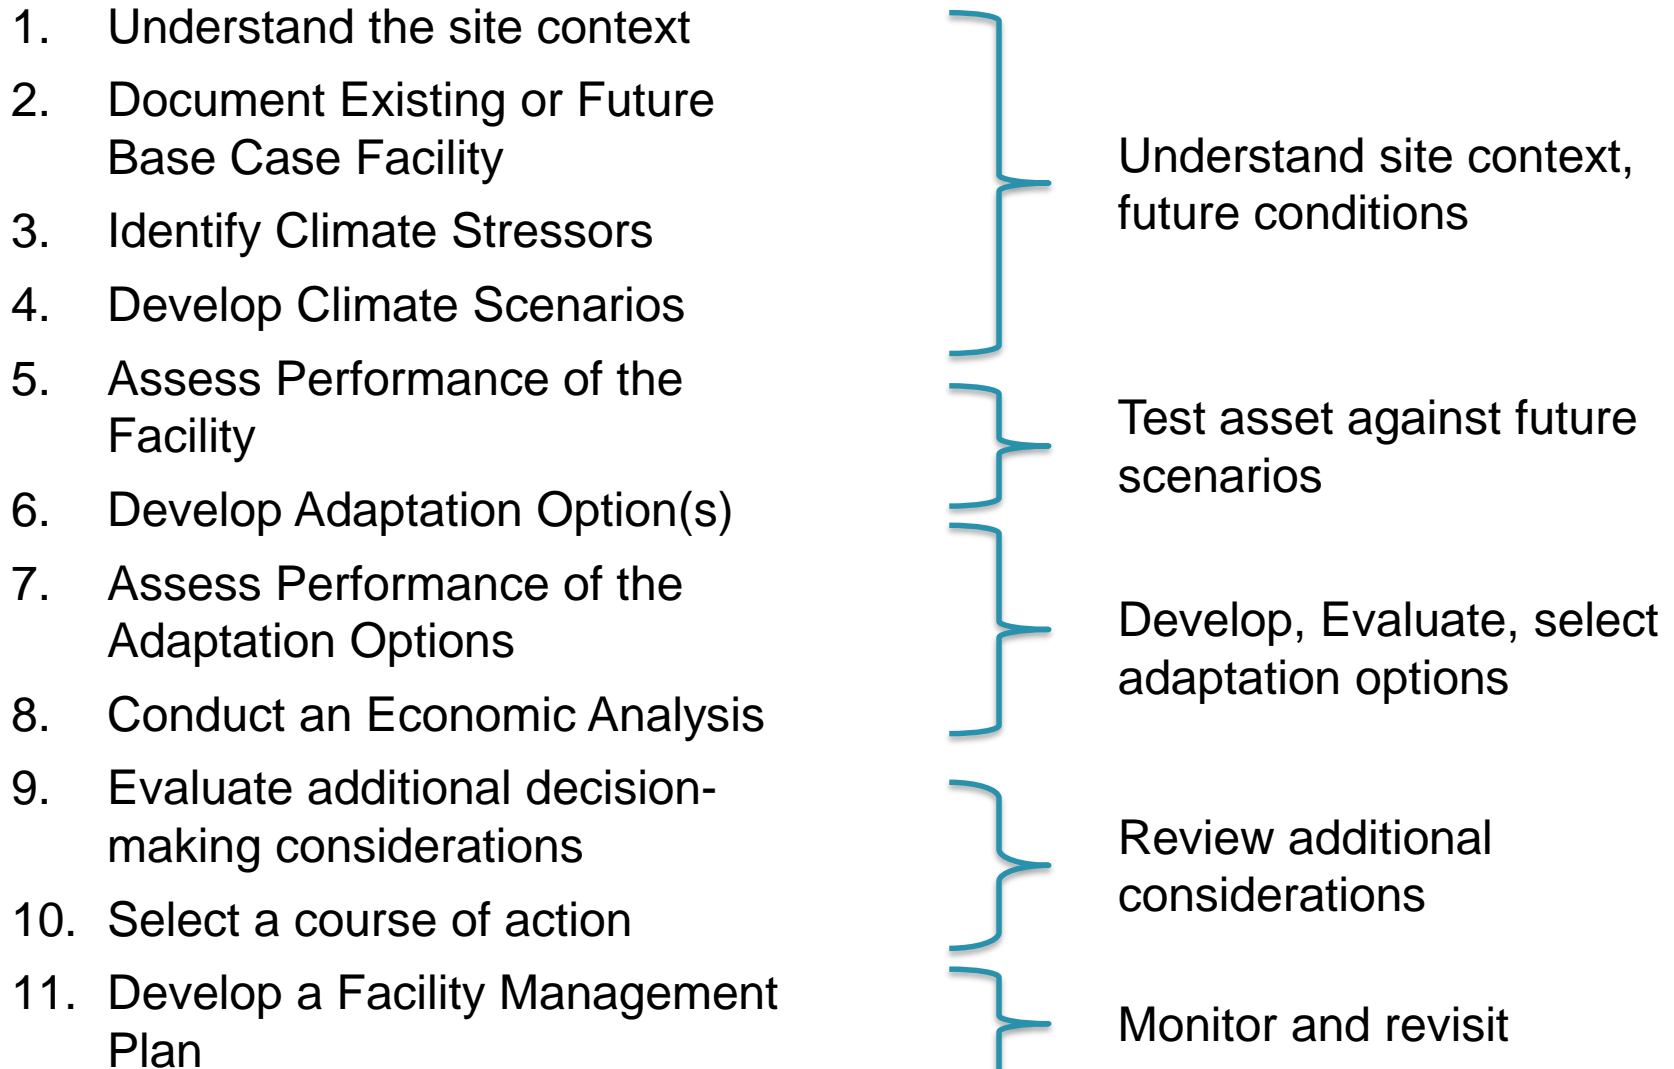 1. Understand the site context
2. Document Existing or Future
Base Case Facility
3. Identify Climate Stressors
4. Develop Climate Scenarios
5. Assess Performance of the
Facility
6. Develop Adaptation Option(s)
7. Assess Performance of the
Adaptation Options
8. Conduct an Economic Analysis
9. Evaluate additional decision-
making considerations
10. Select a course of action
11. Develop a Facility Management
Plan
Understand site context,
future conditions
Test asset against future
scenarios
Develop, Evaluate, select
adaptation options
Review additional
considerations
Monitor and revisit